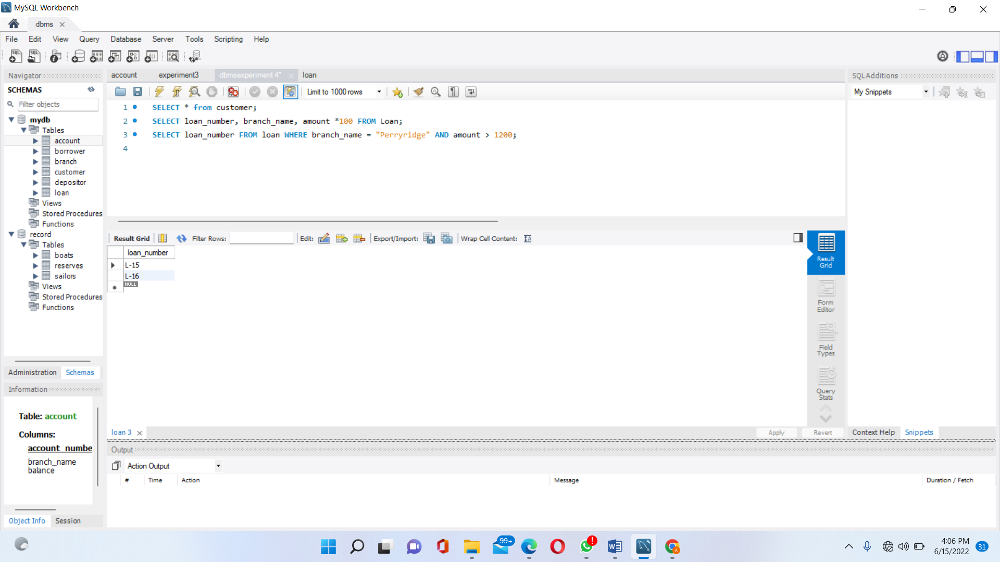 MySQL Workbench
dbms
File Edit View Query Database Server Tools Scripting Help
Navigator
SCHEMAS
Filter objects
mydb
Tables
account
borrower
branch
customer
depositor
loan
Views
Stored Procedures
Functions
record
Tables
boats
reserves
sailors
Views
Stored Procedures
Functions
Administration Schemas
Information
Table: account
Columns:
account_numbe
branch_name
balance
Object Info Session
account experiment3 dbmsexperiment 4* loan
Limit to 1000 rows
1 SELECT * from customer;
2 SELECT loan_number, branch_name, amount *100 FROM Loan;
3 SELECT loan_number FROM loan WHERE branch_name = "Perryridge" AND amount > 1200;
4
Result Grid Filter Rows: Edit: Export/Import: Wrap Cell Content:
loan_number
L-15
L-16
NULL
Result
Grid
Form
Editor
Field
Types
Query
Stats
loan 3 Apply Revert
Output
Action Output
# Time Action Message Duration / Fetch
SQLAdditions
My Snippets
Context Help Snippets
99+
4:06 PM
6/15/2022
31